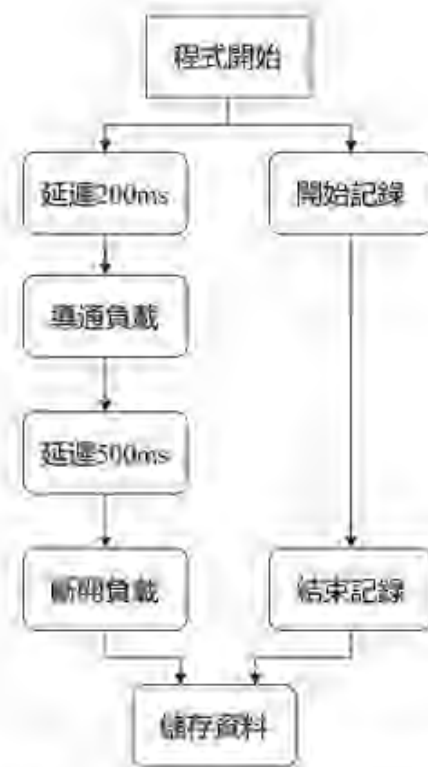 程式開始
延遲200ms
開始記錄
導通負載
延遲500ms
斷開負載
結束記錄
儲存資料